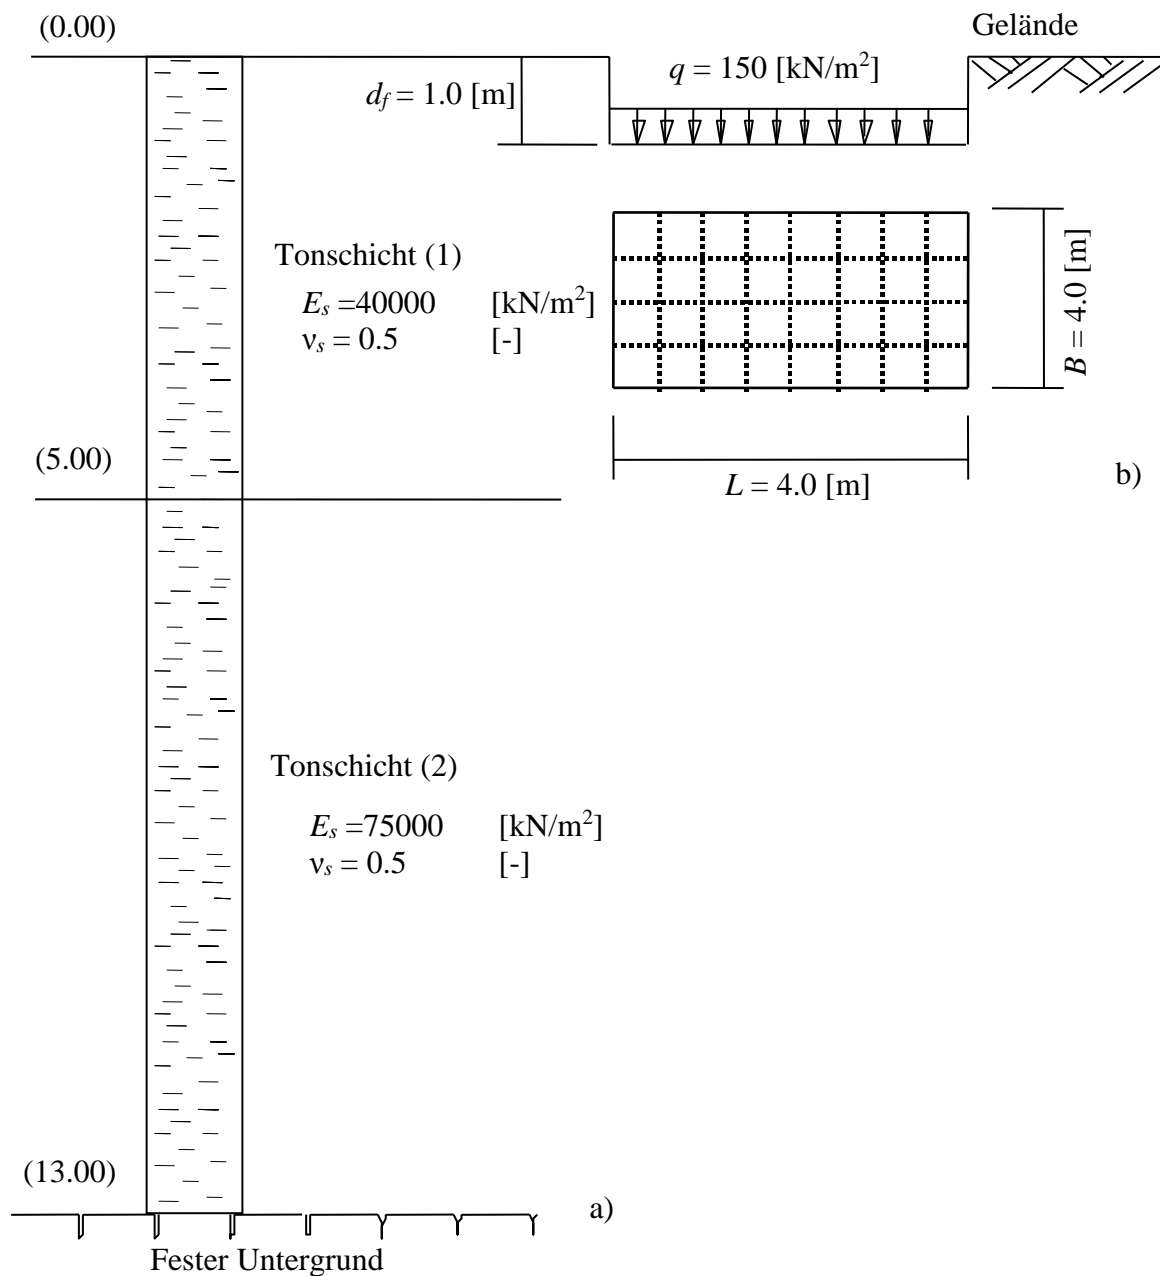 (0.00)
Gelände
q = 150 [kN/m²]
d_f = 1.0 [m]
Tonschicht (1)
E_s =40000 [kN/m²]
ν_s = 0.5 [-]
B = 4.0 [m]
(5.00)
L = 4.0 [m]
b)
Tonschicht (2)
E_s =75000 [kN/m²]
ν_s = 0.5 [-]
(13.00)
a)
Fester Untergrund